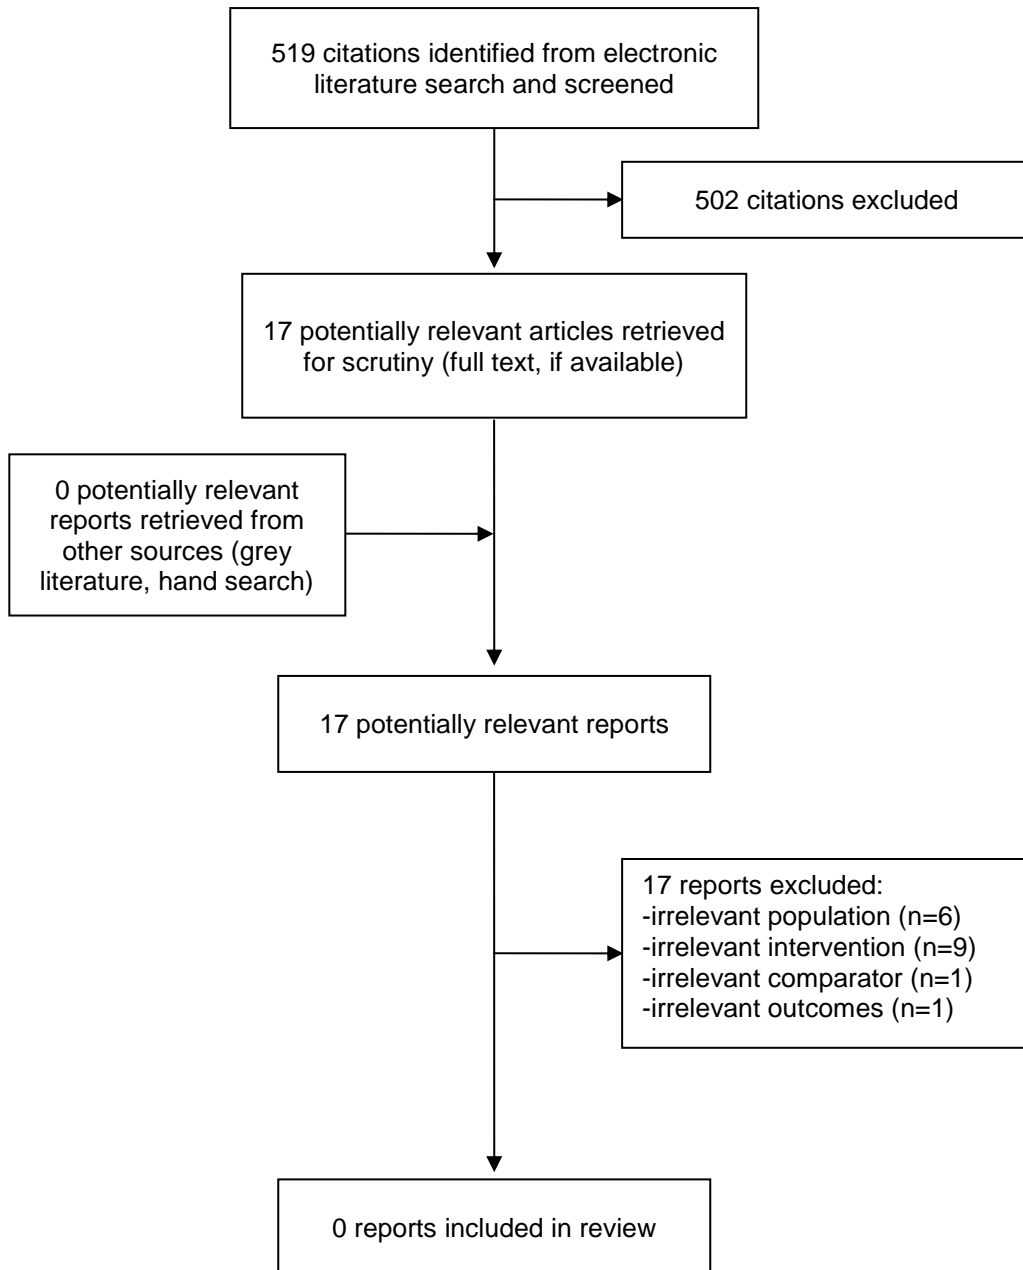 519 citations identified from electronic
literature search and screened
502 citations excluded
17 potentially relevant articles retrieved
for scrutiny (full text, if available)
0 potentially relevant
reports retrieved from
other sources (grey
literature, hand search)
17 potentially relevant reports
17 reports excluded:
-irrelevant population (n=6)
-irrelevant intervention (n=9)
-irrelevant comparator (n=1)
-irrelevant outcomes (n=1)
0 reports included in review